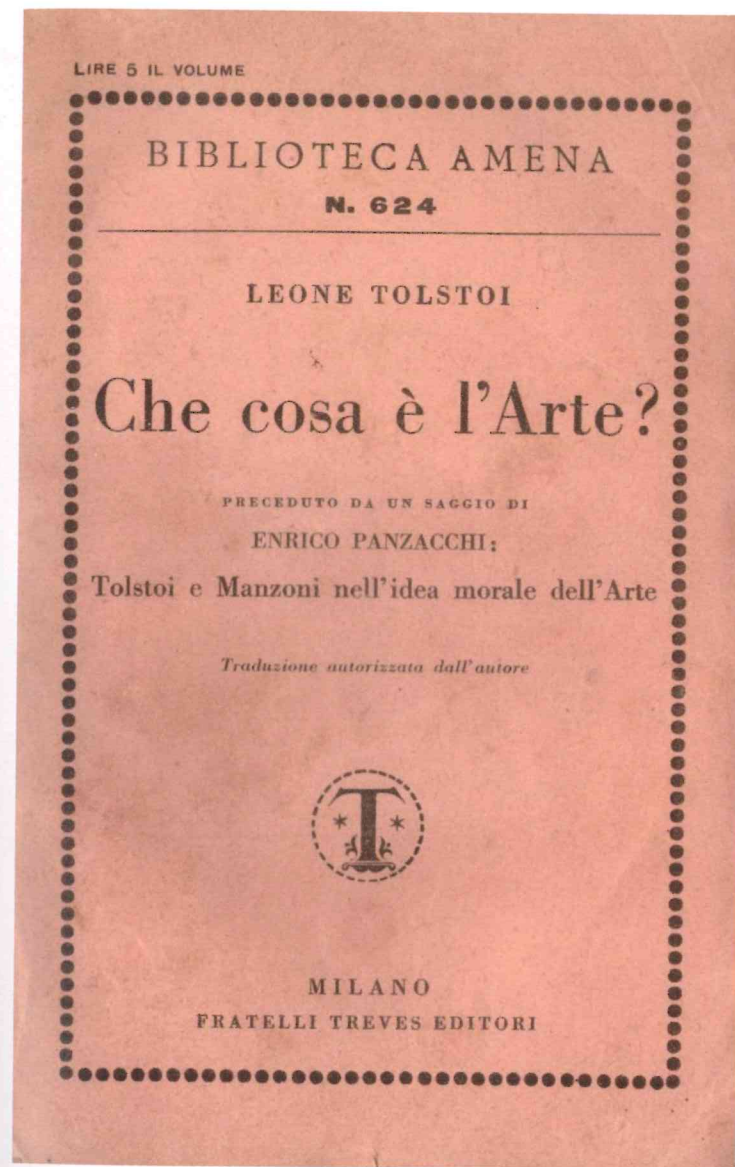 LIRE 5 IL VOLUME
BIBLIOTECA AMENA
N. 624
LEONE TOLSTOI
Che cosa è l'Arte?
PRECEDUTO DA UN SAGGIO DI
ENRICO PANZACCHI:
Tolstoi e Manzoni nell'idea morale dell'Arte
Traduzione autorizzata dall'autore
T
MILANO
FRATELLI TREVES EDITORI